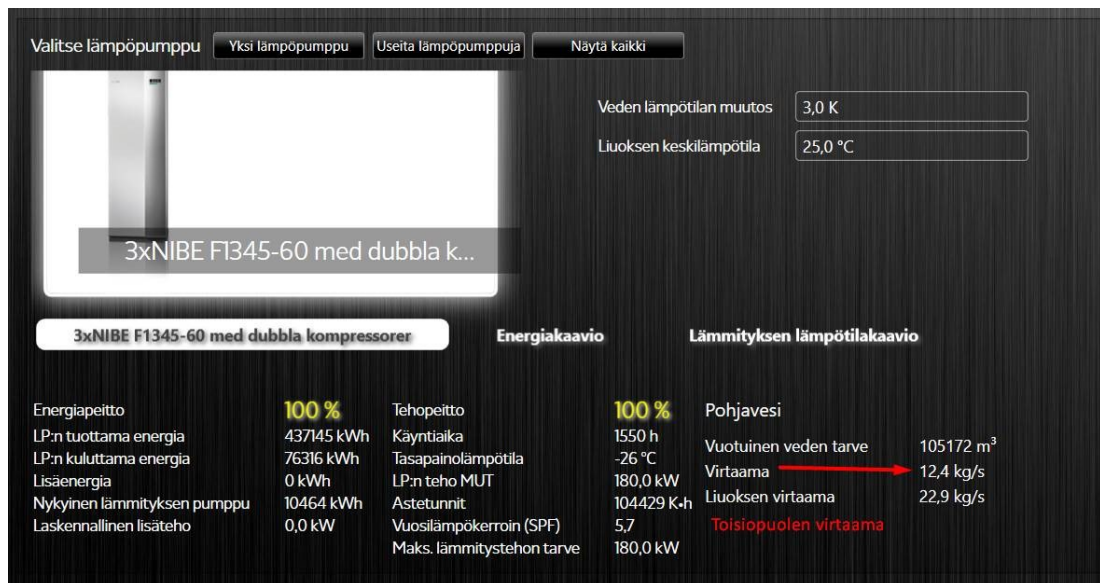 Valitse lämpöpumppu Yksi lämpöpumppu Useita lämpöpumppuja Näytä kaikki
Veden lämpötilan muutos 3,0 K
Liuoksen keskilämpötila 25,0 °C
3xNIBE F1345-60 med dubbla k...
3xNIBE F1345-60 med dubbla kompressorer Energiakaavio Lämmityksen lämpötilakaavio
Energiapeitto 100 % Tehopeitto 100 % Pohjavesi
LP:n tuottama energia 437145 kWh Käyntiaika 1550 h Vuotuinen veden tarve 105172 m³
LP:n kuluttama energia 76316 kWh Tasapainolämpötila -26 °C Virtaama 12,4 kg/s
Lisäenergia 0 kWh LP:n teho MUT 180,0 kW Liuoksen virtaama 22,9 kg/s
Nykyinen lämmityksen pumppu 10464 kWh Astetunnit 104429 K•h
Laskennallinen lisäteho 0,0 kW Vuosilämpökerroin (SPF) 5,7 Toisiopuolen virtaama
Maks. lämmitystehon tarve 180,0 kW